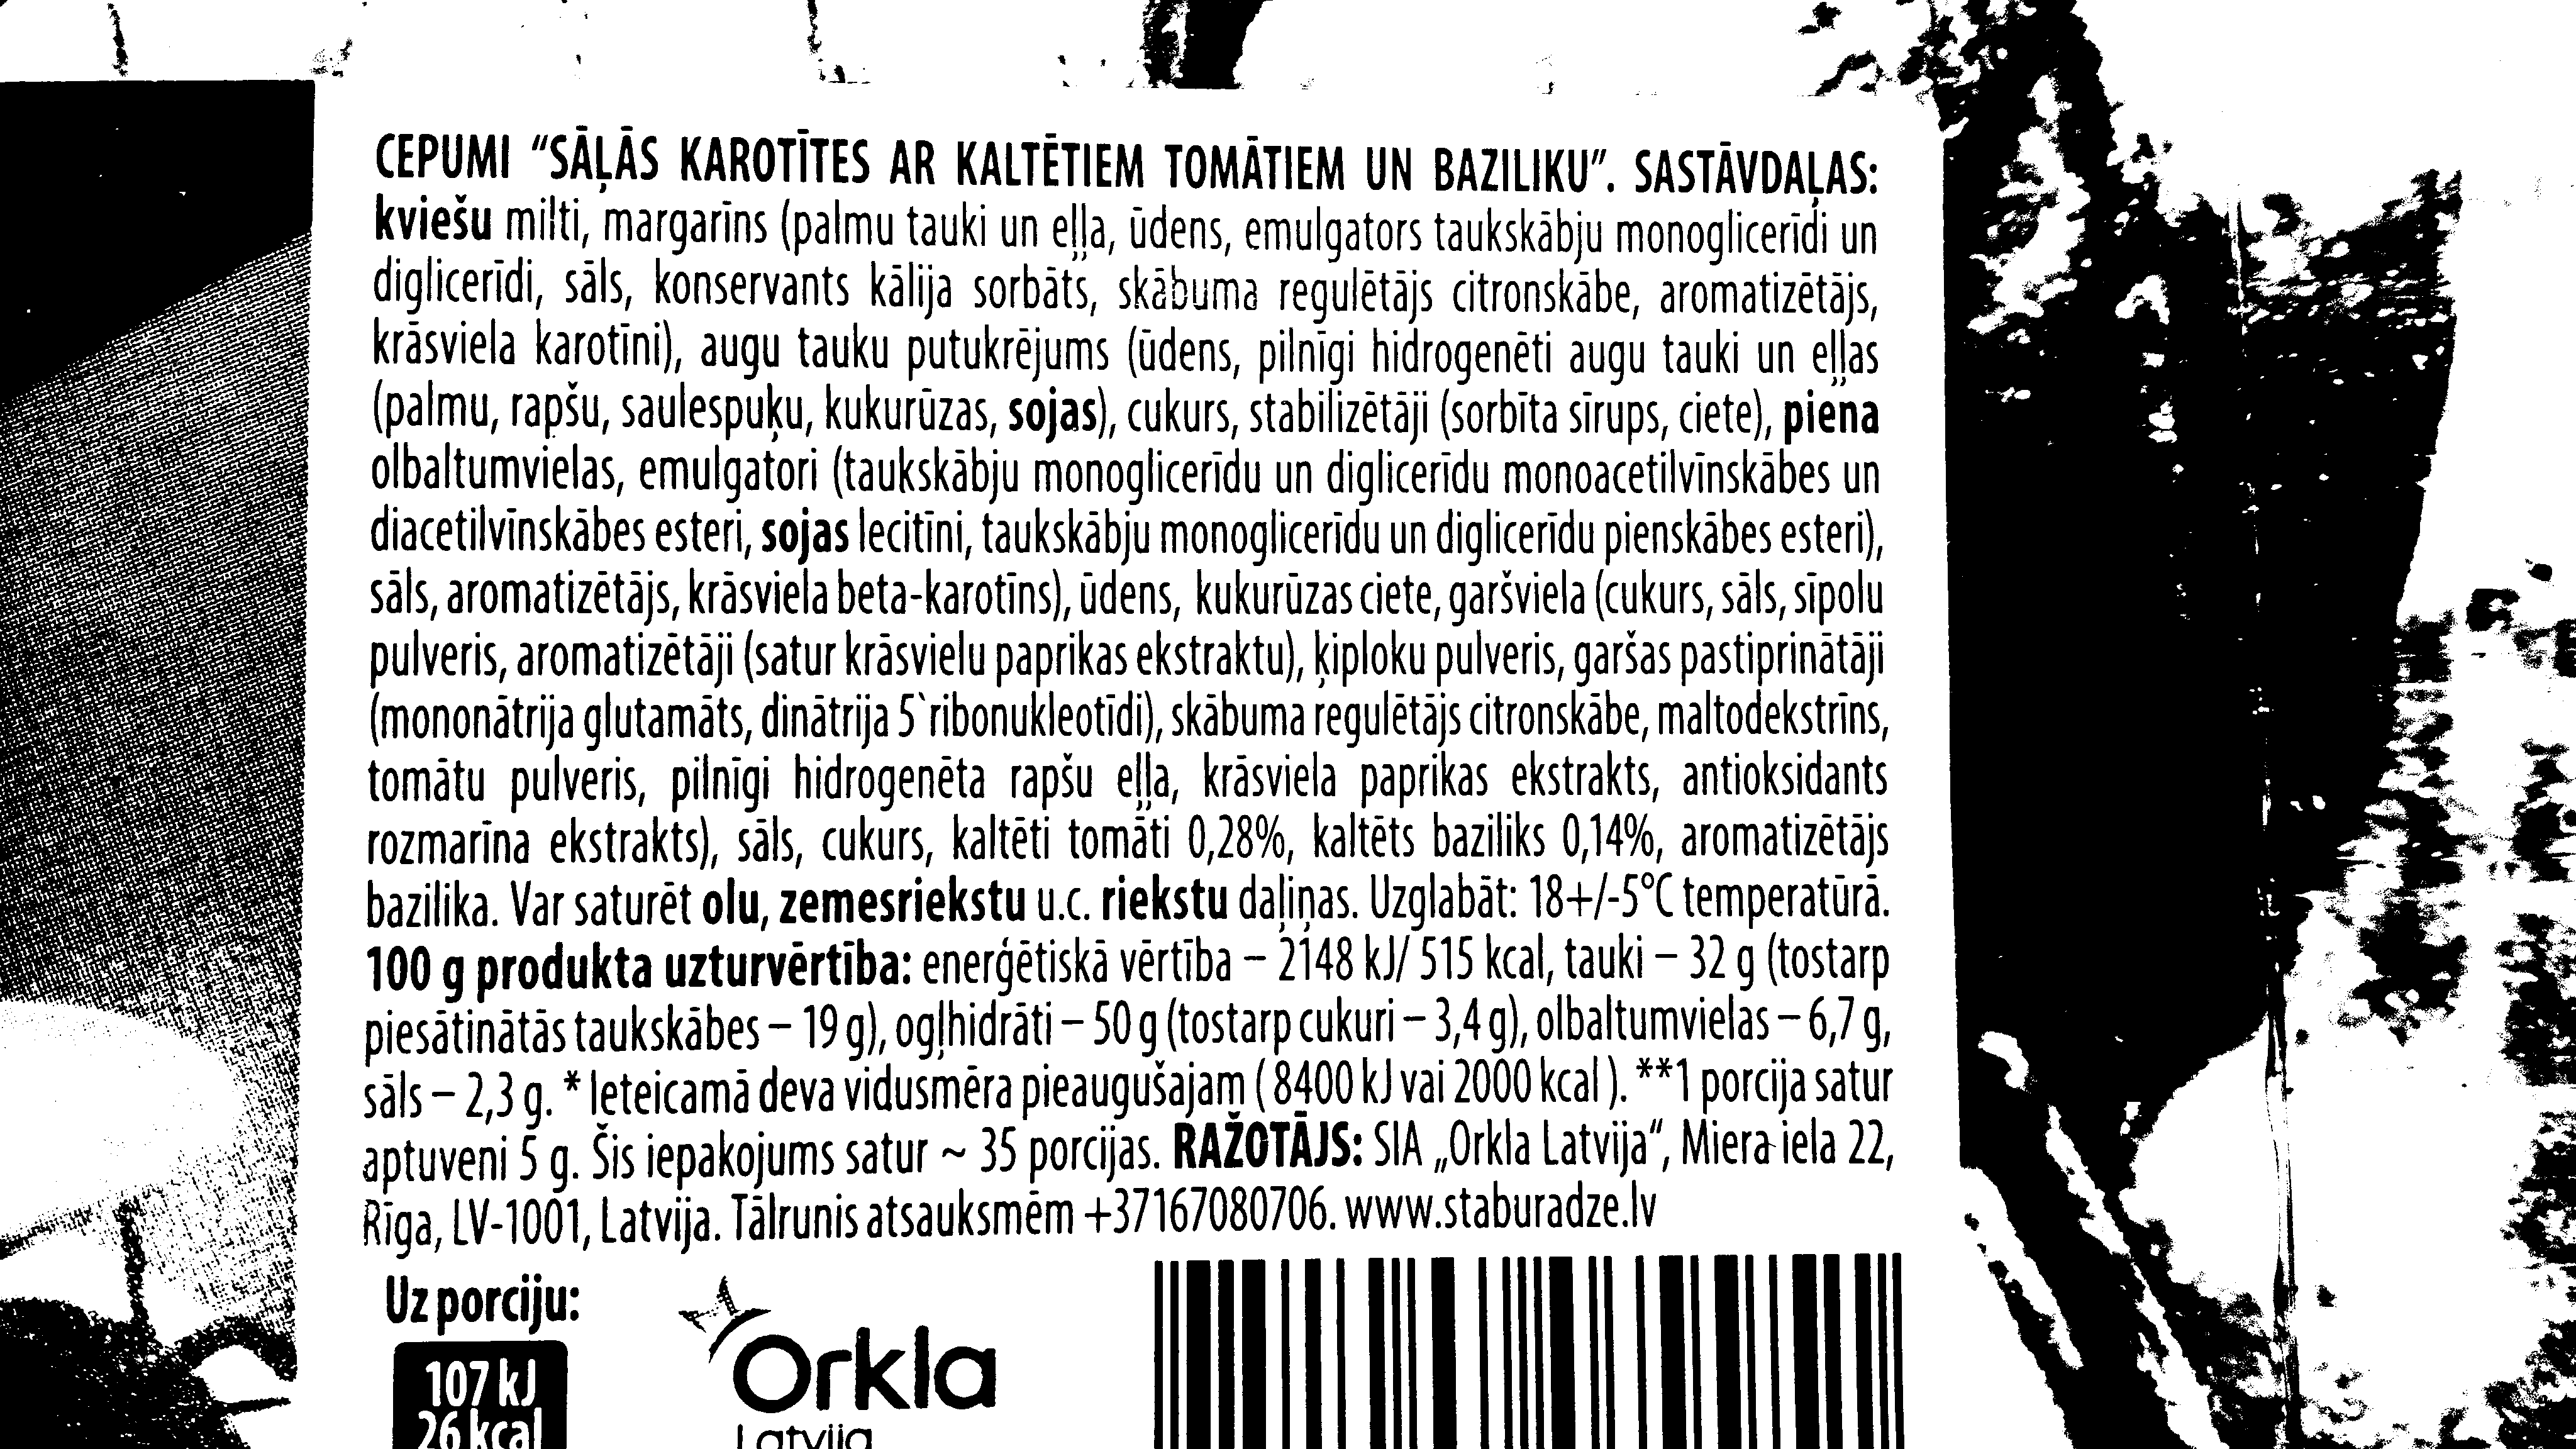 CEPUMI “SĀĻĀS KAROTĪTES AR KALTĒTIEM TOMĀTIEM UN BAZILIKU”. SASTĀVDAĻAS:
kviešu milti, margarīns (palmu tauki un eļļa, ūdens, emulgators taukskābju monoglicerīdi un
diglicerīdi, sāls, konservants kālija sorbāts, skābuma regulētājs citronskābe, aromatizētājs,
krāsviela karotīni), augu tauku putukrējums (ūdens, pilnīgi hidrogenēti augu tauki un eļļas
(palmu, rapšu, saulespuķu, kukurūzas, sojas), cukurs, stabilizētāji (sorbīta sīrups, ciete), piena
olbaltumvielas, emulgatori (taukskābju monoglicerīdu un diglicerīdu monoacetilvīnskābes un
diacetilvīnskābes esteri, sojas lecitīni, taukskābju monoglicerīdu un diglicerīdu pienskābes esteri),
sāls, aromatizētājs, krāsviela beta-karotīns), ūdens, kukurūzas ciete, garšviela (cukurs, sāls, sīpolu
pulveris, aromatizētāji (satur krāsvielu paprikas ekstraktu), ķiploku pulveris, garšas pastiprinātāji
(mononātrija glutamāts, dinātrija 5`ribonukleotīdi), skābuma regulētājs citronskābe, maltodekstrīns,
tomātu pulveris, pilnīgi hidrogenēta rapšu eļļa, krāsviela paprikas ekstrakts, antioksidants
rozmarīna ekstrakts), sāls, cukurs, kaltēti tomāti 0,28%, kaltēts baziliks 0,14%, aromatizētājs
bazilika. Var saturēt olu, zemesriekstu u.c. riekstu daļiņas. Uzglabāt: 18+/-5°C temperatūrā.
100 g produkta uzturvērtība: enerģētiskā vērtība – 2148 kJ/ 515 kcal, tauki – 32 g (tostarp
piesātinātās taukskābes – 19 g), ogļhidrāti – 50 g (tostarp cukuri – 3,4 g), olbaltumvielas – 6,7 g,
sāls – 2,3 g. * Ieteicamā deva vidusmēra pieaugušajam ( 8400 kJ vai 2000 kcal ). **1 porcija satur
aptuveni 5 g. Šis iepakojums satur ~ 35 porcijas. RAŽOTĀJS: SIA „Orkla Latvija“, Miera iela 22,
Rīga, LV-1001, Latvija. Tālrunis atsauksmēm +37167080706. www.staburadze.lv
Uz porciju:
107 kJ
26 kcal
Orkla
Latvija